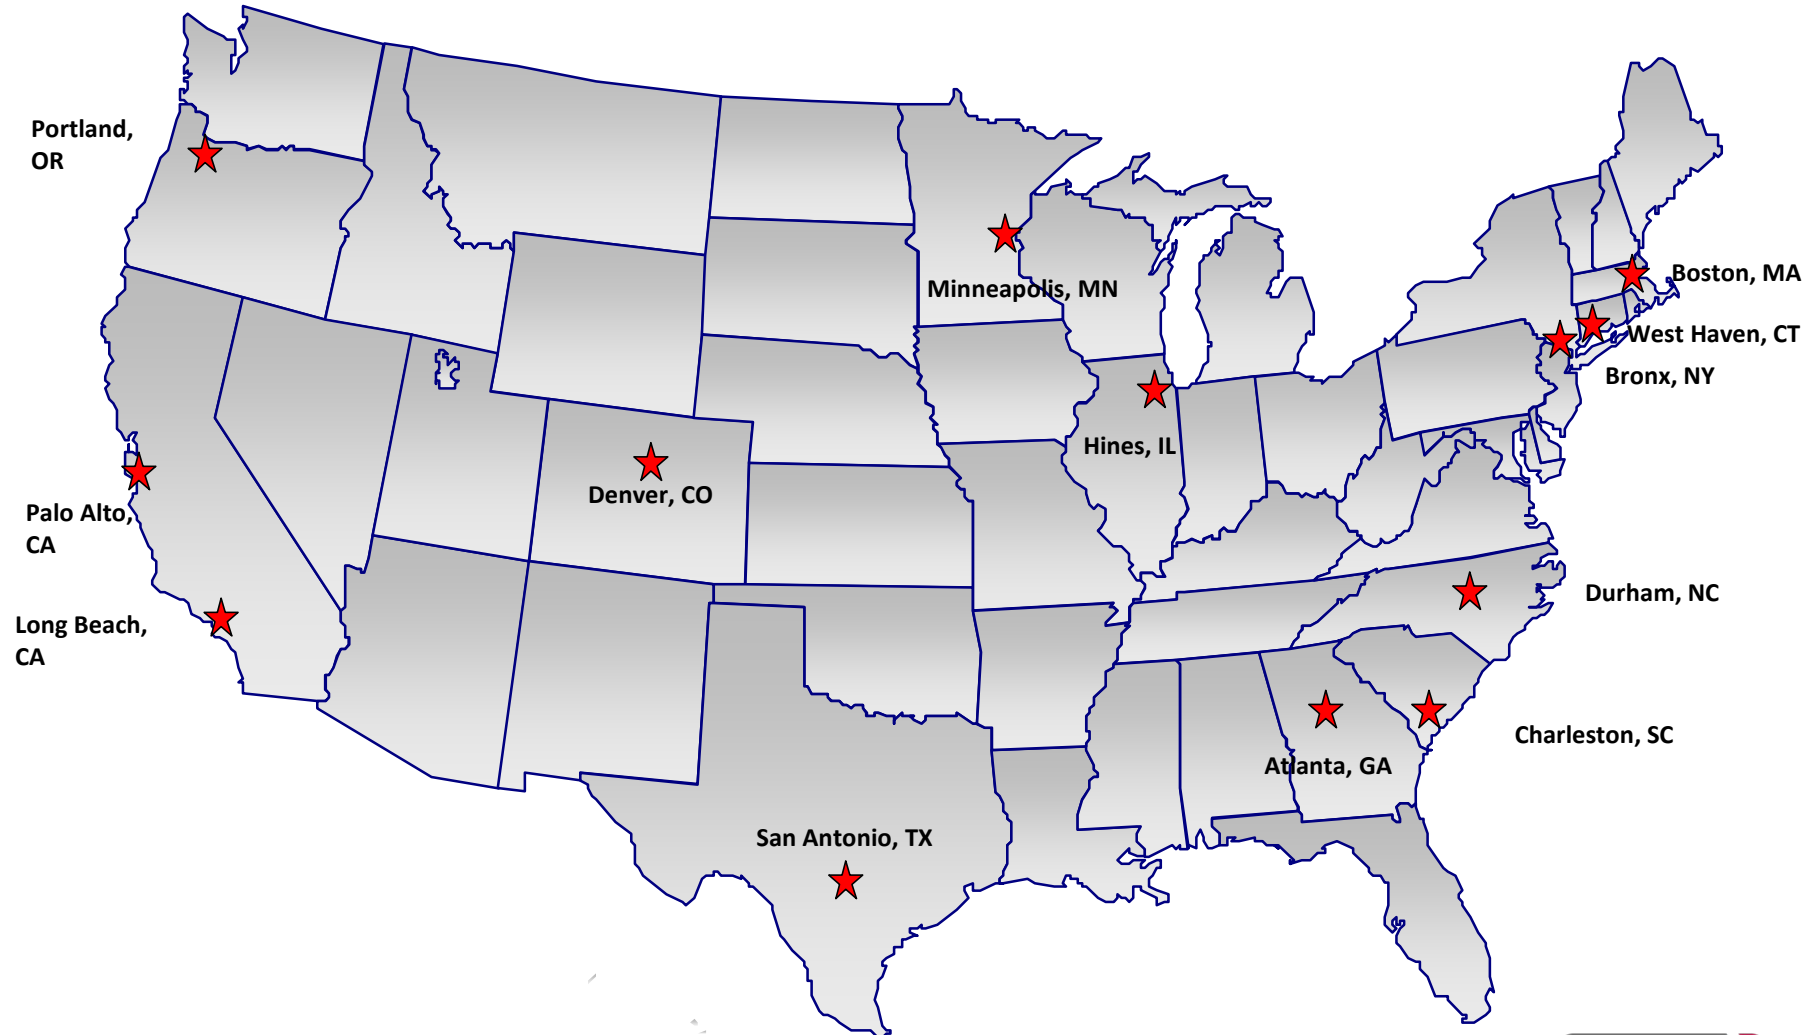 Portland,
OR
Boston, MA
Minneapolis, MN
West Haven, CT
Bronx, NY
Hines, IL
Denver, CO
Palo Alto,
CA
Durham, NC
Long Beach,
CA
Charleston, SC
Atlanta, GA
San Antonio, TX